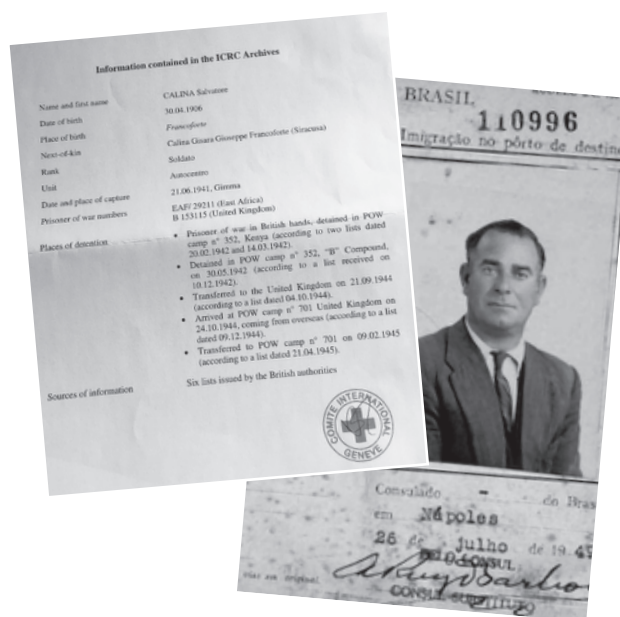 Information contained in the ICRC Archives
Name and first name CALINA Salvatore
Date of birth 30.04.1906
Place of birth Francoforte
Next-of-kin Calina Gisara Giuseppe Francoforte (Siracusa)
Rank Soldato
Unit Autocentro
Date and place of capture 21.06.1941, Gimma
Prisoner of war numbers EAF/ 29211 (East Africa)
B 153115 (United Kingdom)
Places of detention • Prisoner of war in British hands, detained in POW
camp n° 352, Kenya (according to two lists dated
20.02.1942 and 14.03.1942).
• Detained in POW camp n° 352, "B" Compound,
on 30.05.1942 (according to a list received on
10.12.1942).
• Transferred to the United Kingdom on 21.09.1944
(according to a list dated 04.10.1944).
• Arrived at POW camp n° 701 United Kingdom on
24.10.1944, coming from overseas (according to a list
dated 09.12.1944).
• Transferred to POW camp n° 701 on 09.02.1945
(according to a list dated 21.04.1945).
Sources of information Six lists issued by the British authorities
COMITE INTERNATIONAL
GENEVE
BRASIL
110996
Imigração no pôrto de destino
Consulado - do Bras
em Nápoles
26 de julho de 19.49
PELO CONSUL
CONSUL SUBSTITUTO